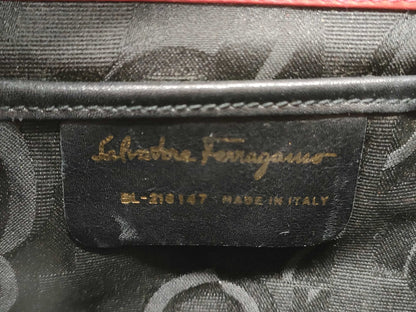 Salvatore Ferragamo
BL-216147 MADE IN ITALY